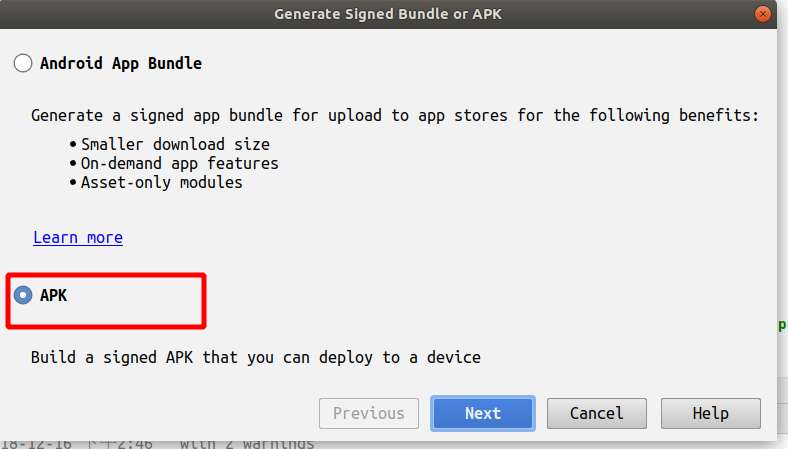 Generate Signed Bundle or APK
Android App Bundle
Generate a signed app bundle for upload to app stores for the following benefits:
Smaller download size
On-demand app features
Asset-only modules
Learn more
APK
p
Build a signed APK that you can deploy to a device
Previous Next Cancel Help
18-12-16 下午2:46 with 2 warnings